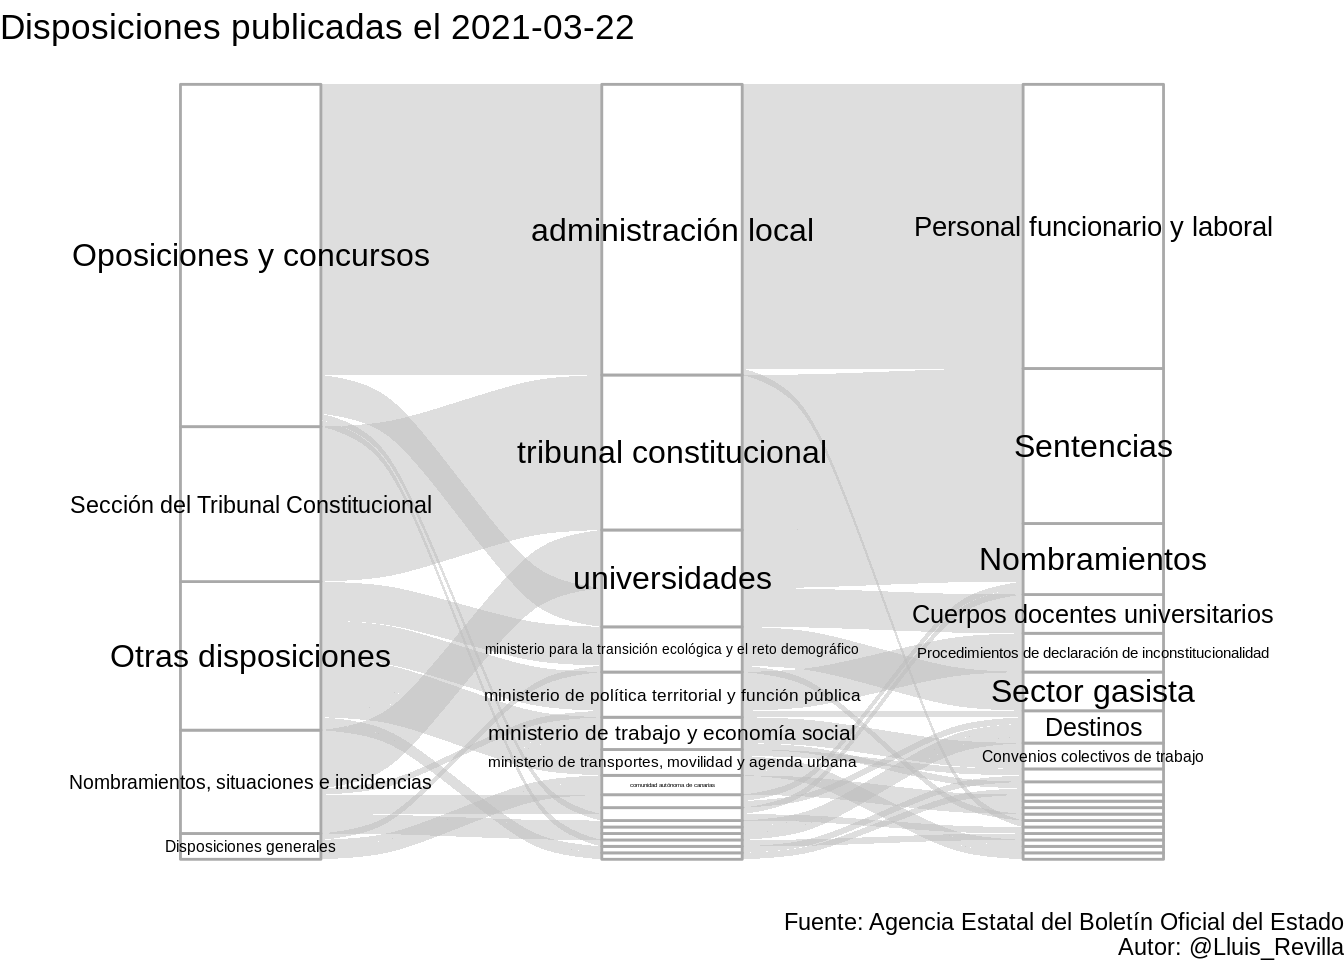 Disposiciones publicadas el 2021-03-22
Oposiciones y concursos
Sección del Tribunal Constitucional
Otras disposiciones
Nombramientos, situaciones e incidencias
Disposiciones generales
administración local
tribunal constitucional
universidades
ministerio para la transición ecológica y el reto demográfico
ministerio de política territorial y función pública
ministerio de trabajo y economía social
ministerio de transportes, movilidad y agenda urbana
comunidad autónoma de canarias
Personal funcionario y laboral
Sentencias
Nombramientos
Cuerpos docentes universitarios
Procedimientos de declaración de inconstitucionalidad
Sector gasista
Destinos
Convenios colectivos de trabajo
Fuente: Agencia Estatal del Boletín Oficial del Estado
Autor: @Lluis_Revilla